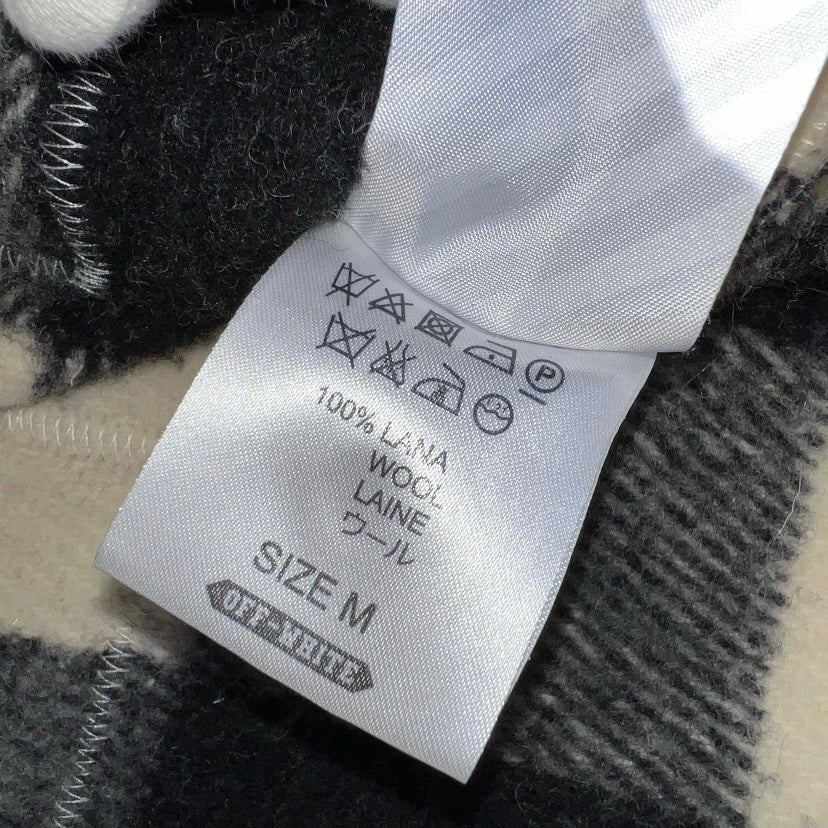 P
100% LANA
WOOL
LAINE
ウール
SIZE M
OFF-WHITE